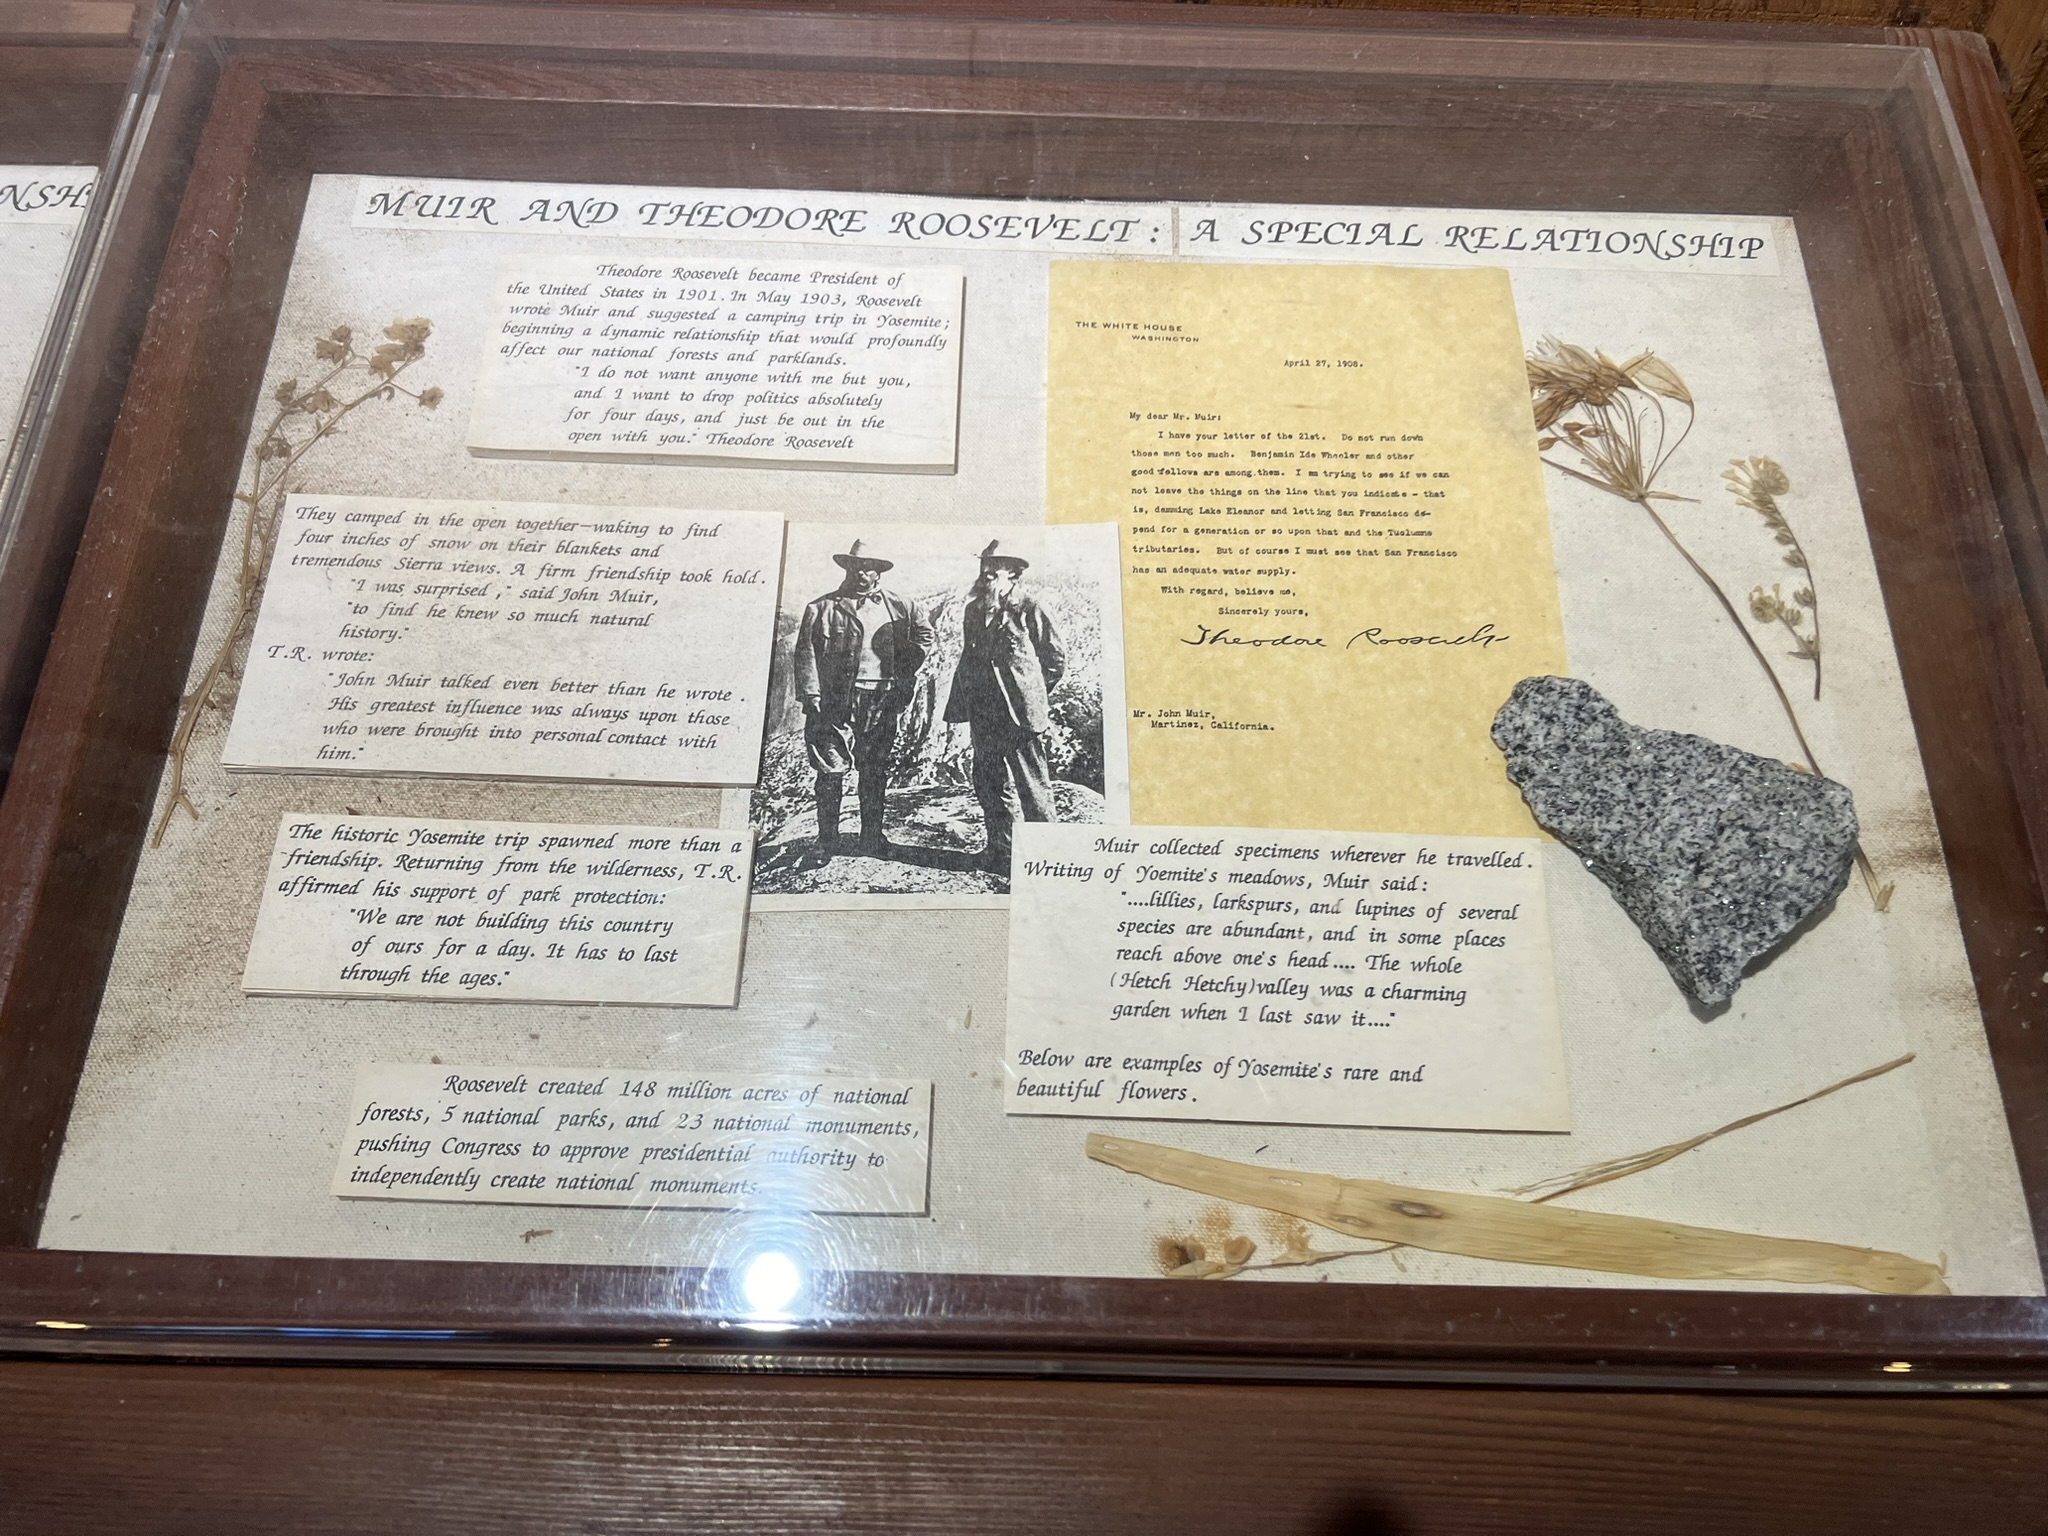 NSH
MUIR AND THEODORE ROOSEVELT: A SPECIAL RELATIONSHIP
Theodore Roosevelt became President of
the United States in 1901. In May 1903, Roosevelt
wrote Muir and suggested a camping trip in Yosemite;
beginning a dynamic relationship that would profoundly
affect our national forests and parklands.
"I do not want anyone with me but you,
and I want to drop politics absolutely
for four days, and just be out in the
open with you." Theodore Roosevelt
They camped in the open together—waking to find
four inches of snow on their blankets and
tremendous Sierra views. A firm friendship took hold.
"I was surprised," said John Muir,
"to find he knew so much natural
history."
T.R. wrote:
"John Muir talked even better than he wrote.
His greatest influence was always upon those
who were brought into personal contact with
him."
The historic Yosemite trip spawned more than a
friendship. Returning from the wilderness, T.R.
affirmed his support of park protection:
"We are not building this country
of ours for a day. It has to last
through the ages."
Roosevelt created 148 million acres of national
forests, 5 national parks, and 23 national monuments,
pushing Congress to approve presidential authority to
independently create national monuments.
THE WHITE HOUSE
WASHINGTON
April 27, 1908.
My dear Mr. Muir:
I have your letter of the 21st. Do not run down
those men too much. Benjamin Ide Wheeler and other
good fellows are among them. I am trying to see if we can
not leave the things on the line that you indicate - that
is, damming Lake Eleanor and letting San Francisco de-
pend for a generation or so upon that and the Tuolumne
tributaries. But of course I must see that San Francisco
has an adequate water supply.
With regard, believe me,
Sincerely yours,
Theodore Roosevelt
Mr. John Muir,
Martinez, California.
Muir collected specimens wherever he travelled.
Writing of Yoemite's meadows, Muir said:
"....lillies, larkspurs, and lupines of several
species are abundant, and in some places
reach above one's head.... The whole
(Hetch Hetchy) valley was a charming
garden when I last saw it...."
Below are examples of Yosemite's rare and
beautiful flowers.